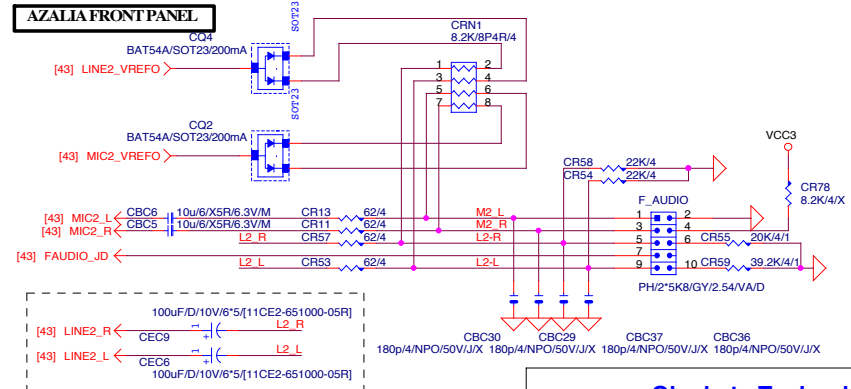 AZALIA FRONT PANEL
CQ4
BAT54A/SOT23/200mA
SOT23
CRN1
8.2K/8P4R/4
[43] LINE2_VREFO
1 2
3 4
5 6
7 8
SOT23
CQ2
BAT54A/SOT23/200mA
[43] MIC2_VREFO
VCC3
CR58 22K/4
CR54 22K/4
CR78
8.2K/4/X
F_AUDIO
[43] MIC2_L CBC6 10u/6/X5R/6.3V/M CR13 62/4 M2_L 1 2
[43] MIC2_R CBC5 10u/6/X5R/6.3V/M CR11 62/4 M2_R 3 4
L2_R CR57 62/4 L2-R 5 6 CR55 20K/4/1
[43] FAUDIO_JD 7
L2_L CR53 62/4 L2-L 9 10 CR59 39.2K/4/1
PH/2*5K8/GY/2.54/VA/D
100uF/D/10V/6*5/[11CE2-651000-05R]
[43] LINE2_R 1 + L2_R
CEC9
[43] LINE2_L 1 + L2_L
CEC6
100uF/D/10V/6*5/[11CE2-651000-05R]
CBC30 CBC29 CBC37 CBC36
180p/4/NPO/50V/J/X 180p/4/NPO/50V/J/X 180p/4/NPO/50V/J/X 180p/4/NPO/50V/J/X